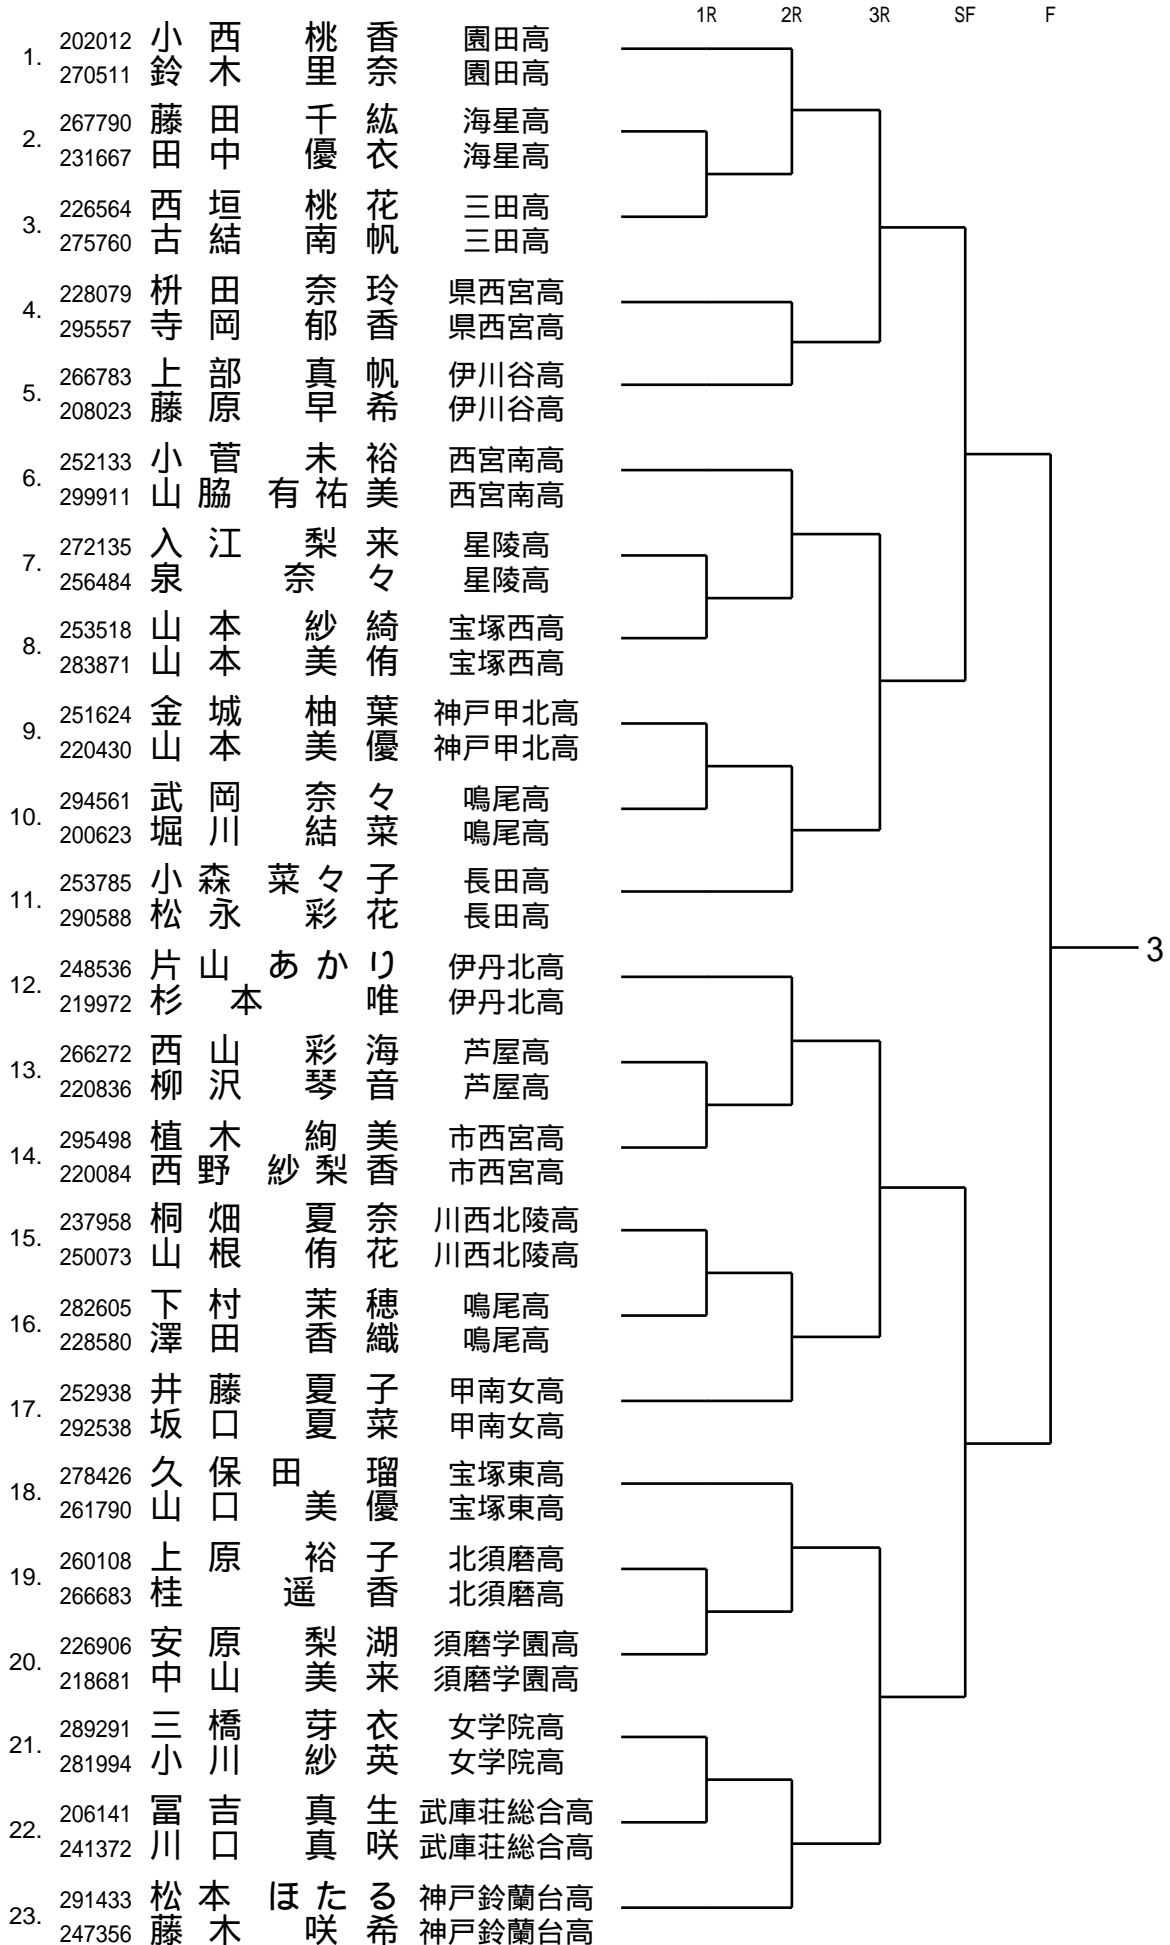 1R 2R 3R SF F
1. 202012 小西 桃香 園田高
270511 鈴木 里奈 園田高
2. 267790 藤田 千紘 海星高
231667 田中 優衣 海星高
3. 226564 西垣 桃花 三田高
275760 古結 南帆 三田高
4. 228079 枡田 奈玲 県西宮高
295557 寺岡 郁香 県西宮高
5. 266783 上部 真帆 伊川谷高
208023 藤原 早希 伊川谷高
6. 252133 小菅 未裕 西宮南高
299911 山脇 有祐美 西宮南高
7. 272135 入江 梨来 星陵高
256484 泉 奈々 星陵高
8. 253518 山本 紗綺 宝塚西高
283871 山本 美侑 宝塚西高
9. 251624 金城 柚葉 神戸甲北高
220430 山本 美優 神戸甲北高
10. 294561 武岡 奈々 鳴尾高
200623 堀川 結菜 鳴尾高
11. 253785 小森 菜々子 長田高
290588 松永 彩花 長田高
3
12. 248536 片山 あかり 伊丹北高
219972 杉本 唯 伊丹北高
13. 266272 西山 彩海 芦屋高
220836 柳沢 琴音 芦屋高
14. 295498 植木 絢美 市西宮高
220084 西野 紗梨香 市西宮高
15. 237958 桐畑 夏奈 川西北陵高
250073 山根 侑花 川西北陵高
16. 282605 下村 茉穂 鳴尾高
228580 澤田 香織 鳴尾高
17. 252938 井藤 夏子 甲南女高
292538 坂口 夏菜 甲南女高
18. 278426 久保田 瑠 宝塚東高
261790 山口 美優 宝塚東高
19. 260108 上原 裕子 北須磨高
266683 桂 遥香 北須磨高
20. 226906 安原 梨湖 須磨学園高
218681 中山 美来 須磨学園高
21. 289291 三橋 芽衣 女学院高
281994 小川 紗英 女学院高
22. 206141 冨吉 真生 武庫荘総合高
241372 川口 真咲 武庫荘総合高
23. 291433 松本 ほたる 神戸鈴蘭台高
247356 藤木 咲希 神戸鈴蘭台高